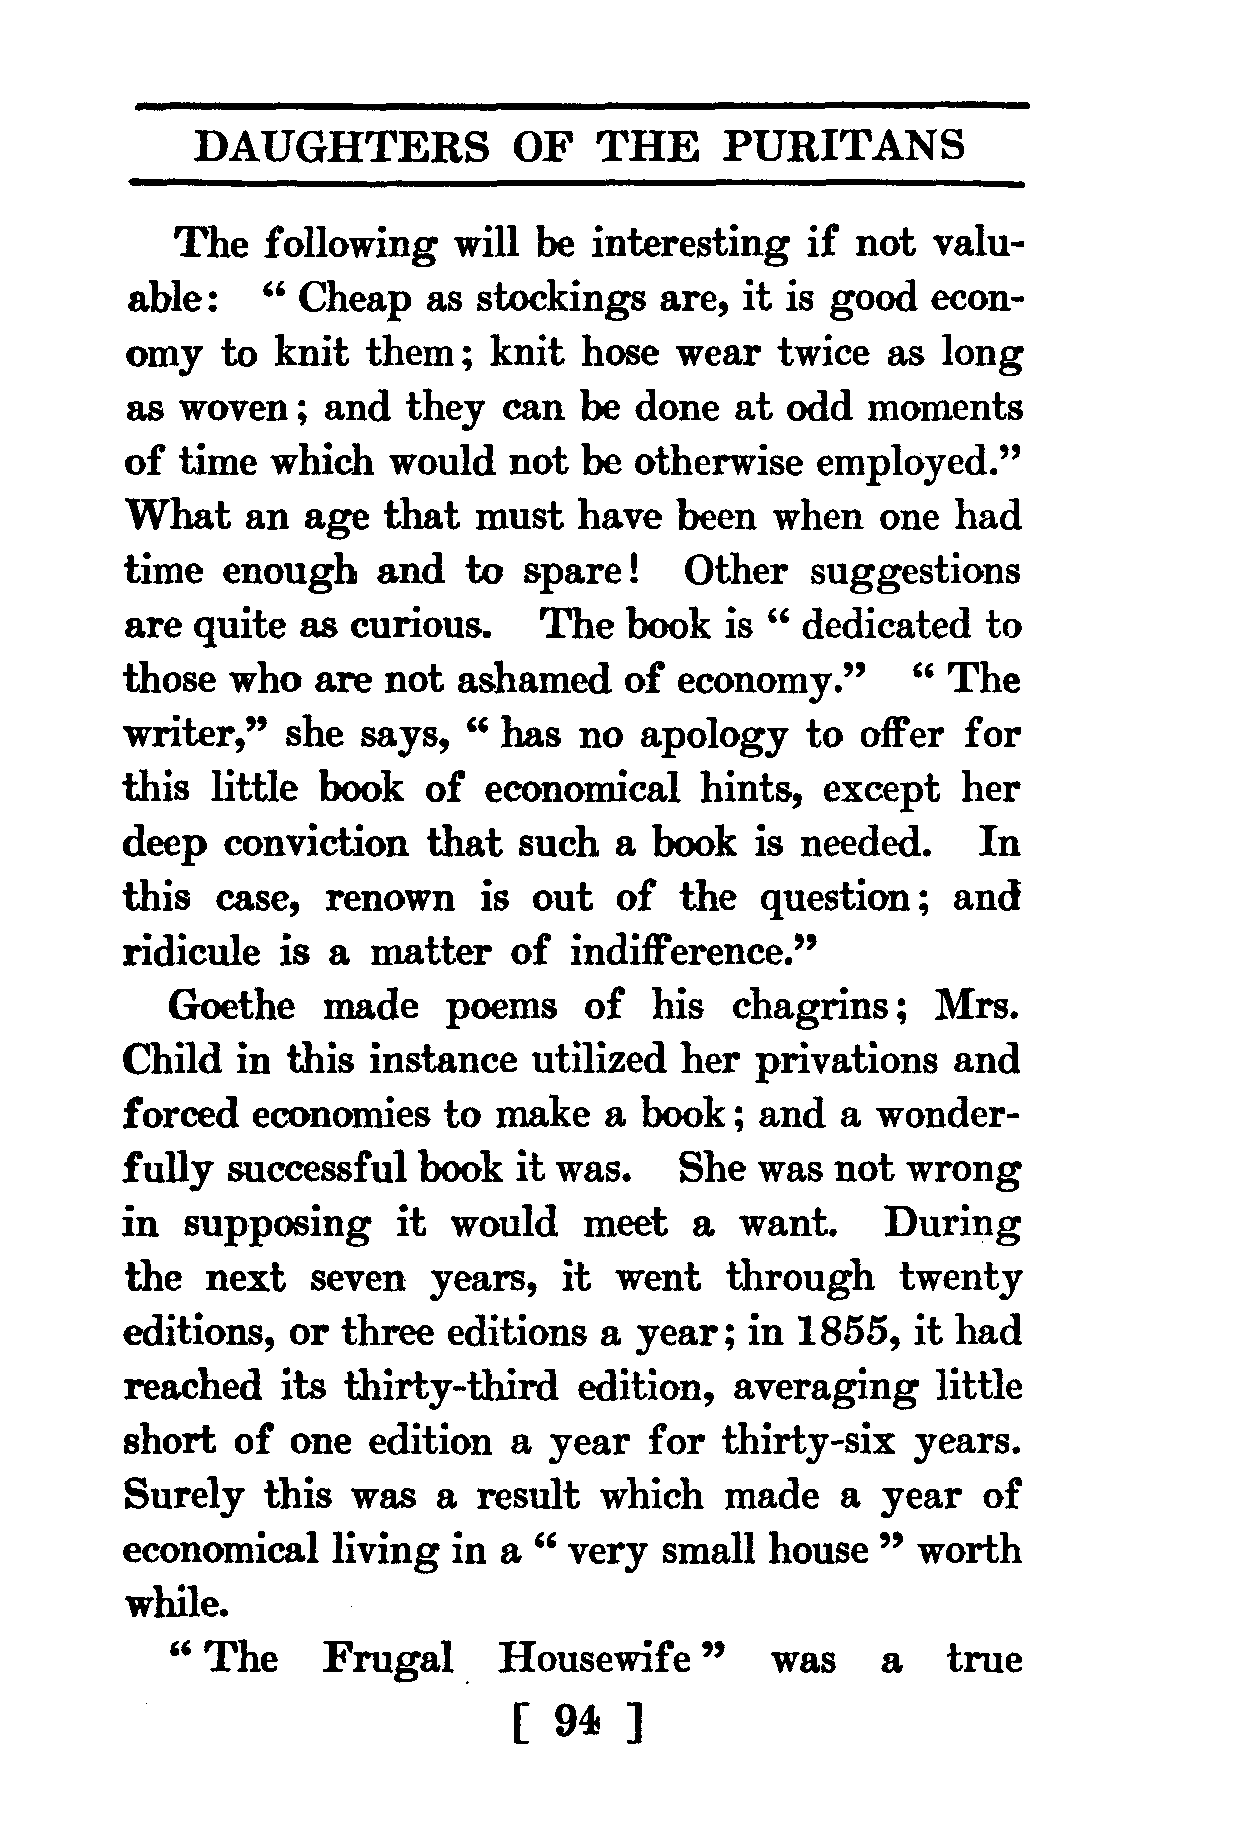 DAUGHTERS OF THE PURITANS
The following will be interesting if not valu-
able: “ Cheap as stockings are, it is good econ-
omy to knit them; knit hose wear twice as long
as woven; and they can be done at odd moments
of time which would not be otherwise employed.”
What an age that must have been when one had
time enough and to spare! Other suggestions
are quite as curious. The book is “ dedicated to
those who are not ashamed of economy.” “ The
writer,” she says, “ has no apology to offer for
this little book of economical hints, except her
deep conviction that such a book is needed. In
this case, renown is out of the question; and
ridicule is a matter of indifference.”
Goethe made poems of his chagrins; Mrs.
Child in this instance utilized her privations and
forced economies to make a book; and a wonder-
fully successful book it was. She was not wrong
in supposing it would meet a want. During
the next seven years, it went through twenty
editions, or three editions a year; in 1855, it had
reached its thirty-third edition, averaging little
short of one edition a year for thirty-six years.
Surely this was a result which made a year of
economical living in a “ very small house ” worth
while.
“ The Frugal Housewife ” was a true
[ 94 ]